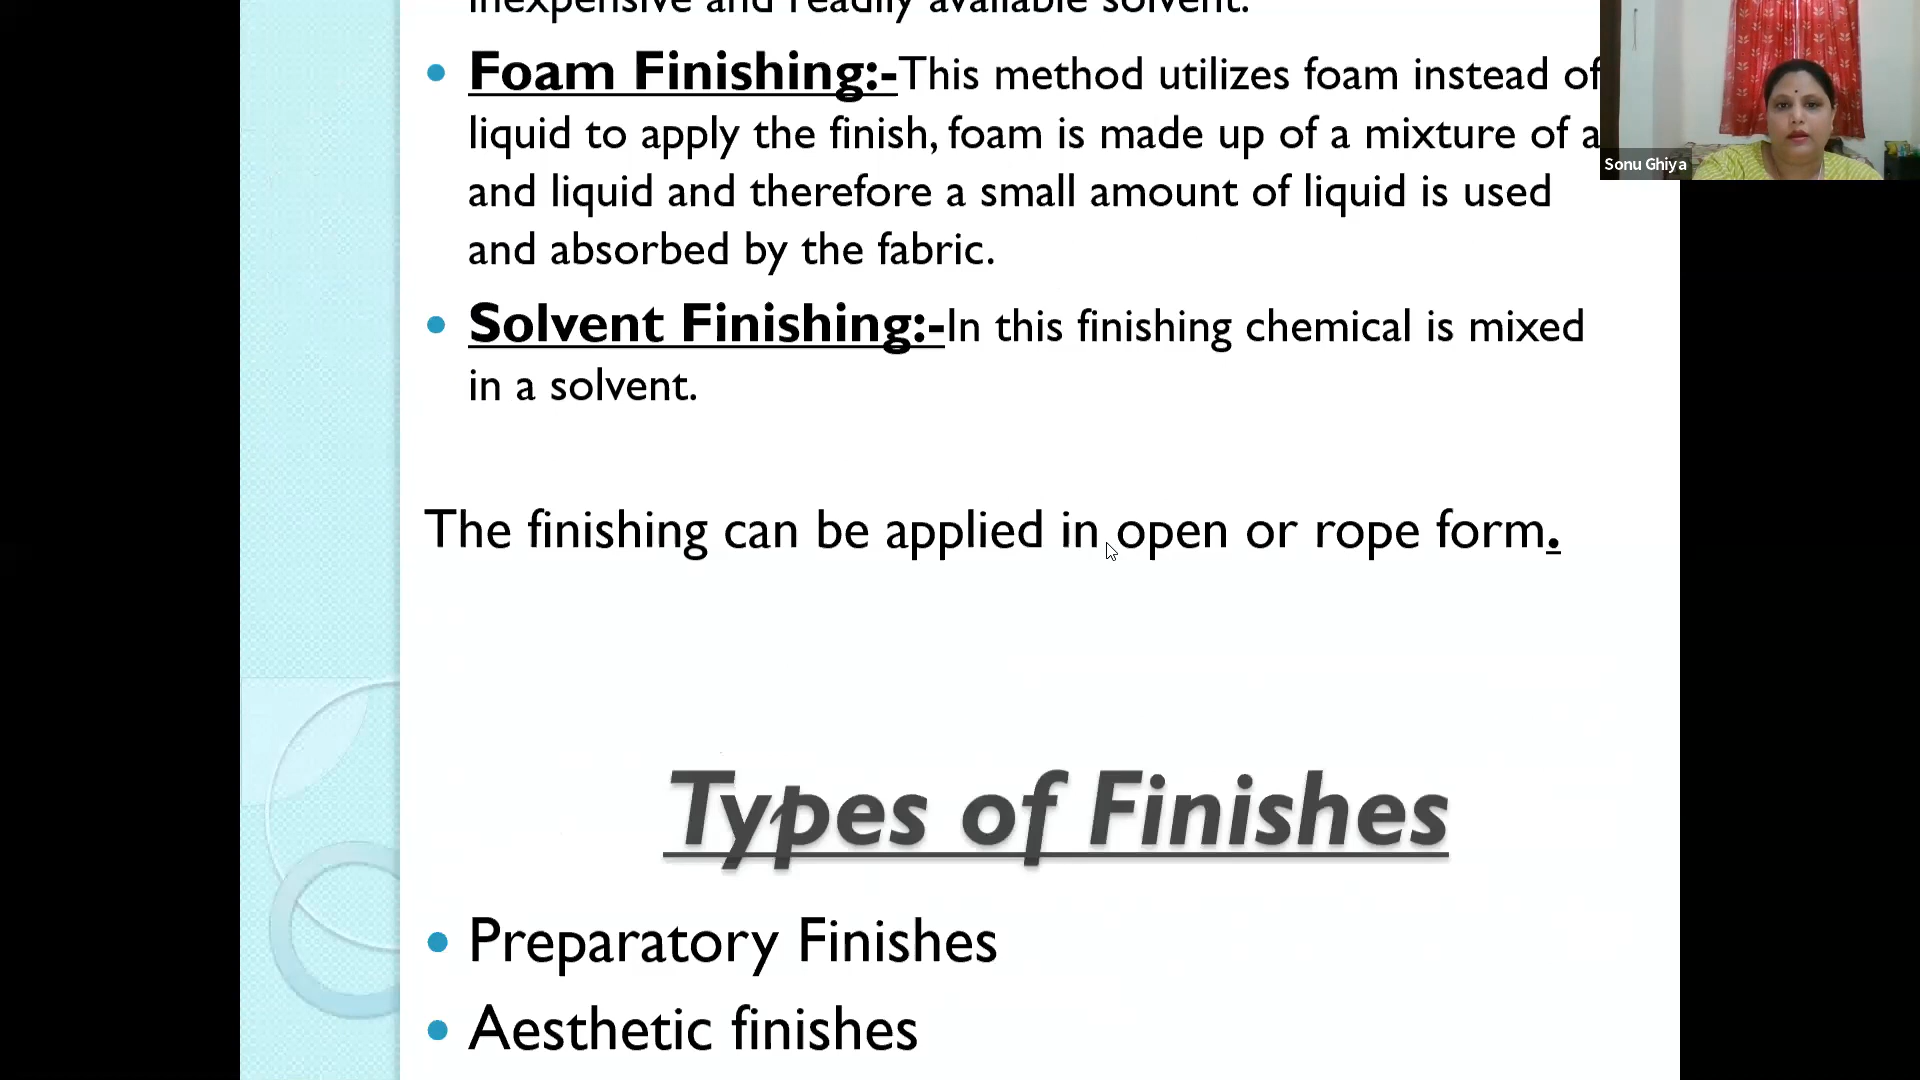 inexpensive and readily available solvent.
• Foam Finishing:-This method utilizes foam instead of
liquid to apply the finish, foam is made up of a mixture of a
and liquid and therefore a small amount of liquid is used
and absorbed by the fabric.
• Solvent Finishing:-In this finishing chemical is mixed
in a solvent.
The finishing can be applied in open or rope form.
Types of Finishes
• Preparatory Finishes
• Aesthetic finishes
Sonu Ghiya